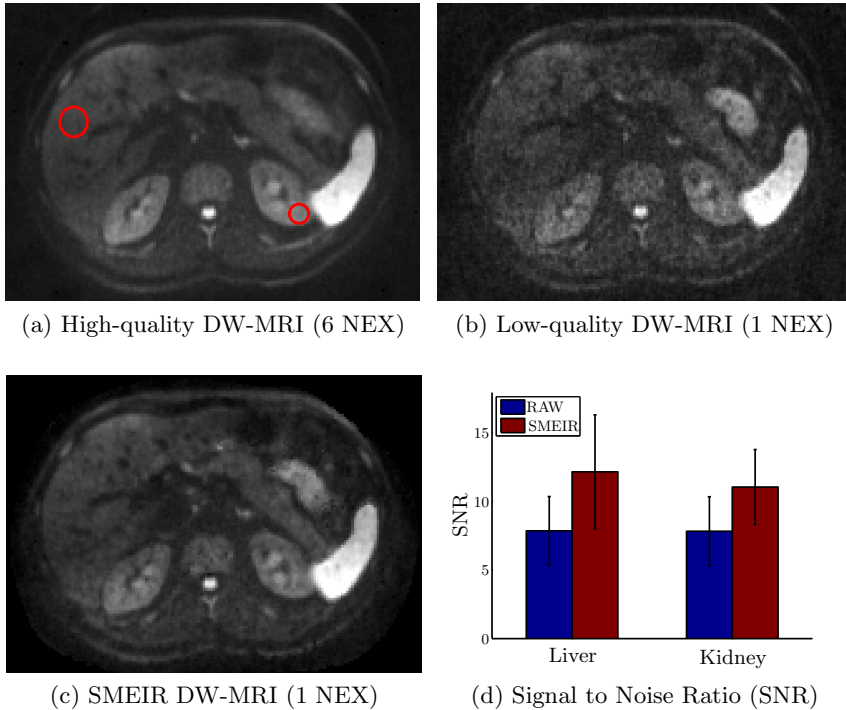 (a) High-quality DW-MRI (6 NEX)
(b) Low-quality DW-MRI (1 NEX)
(c) SMEIR DW-MRI (1 NEX)
RAW
SMEIR
15
10
5
0
SNR
Liver
Kidney
(d) Signal to Noise Ratio (SNR)